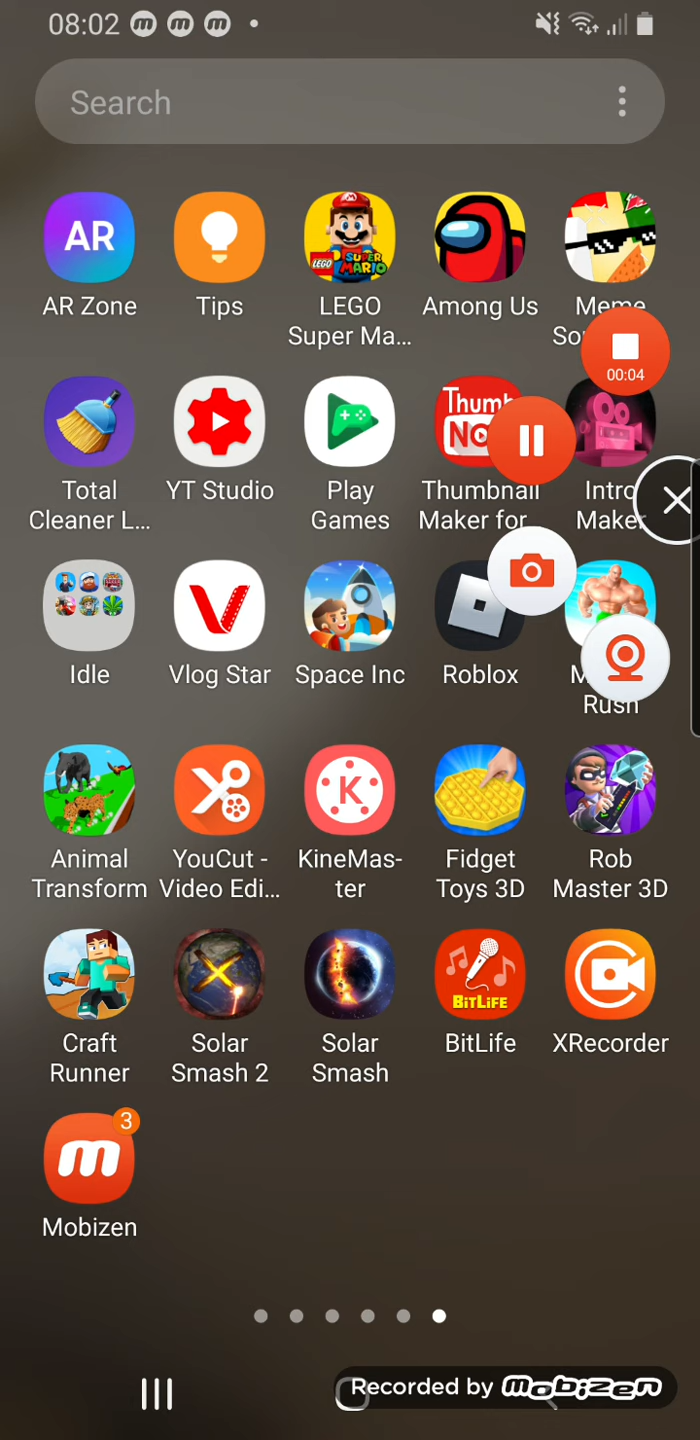 08:02
Search
AR
LEGO SUPER MARIO
AR Zone
Tips
LEGO
Super Ma...
Among Us
Meme
00:04
Thumb
Total
Cleaner L...
YT Studio
Play
Games
Thumbnail
Maker for
Intro
Maker
Idle
Vlog Star
Space Inc
Roblox
Rush
K
Animal
Transform
YouCut -
Video Edi...
KineMas-
ter
Fidget
Toys 3D
Rob
Master 3D
BITLIFE
Craft
Runner
Solar
Smash 2
Solar
Smash
BitLife
XRecorder
m
3
Mobizen
Recorded by mobizen